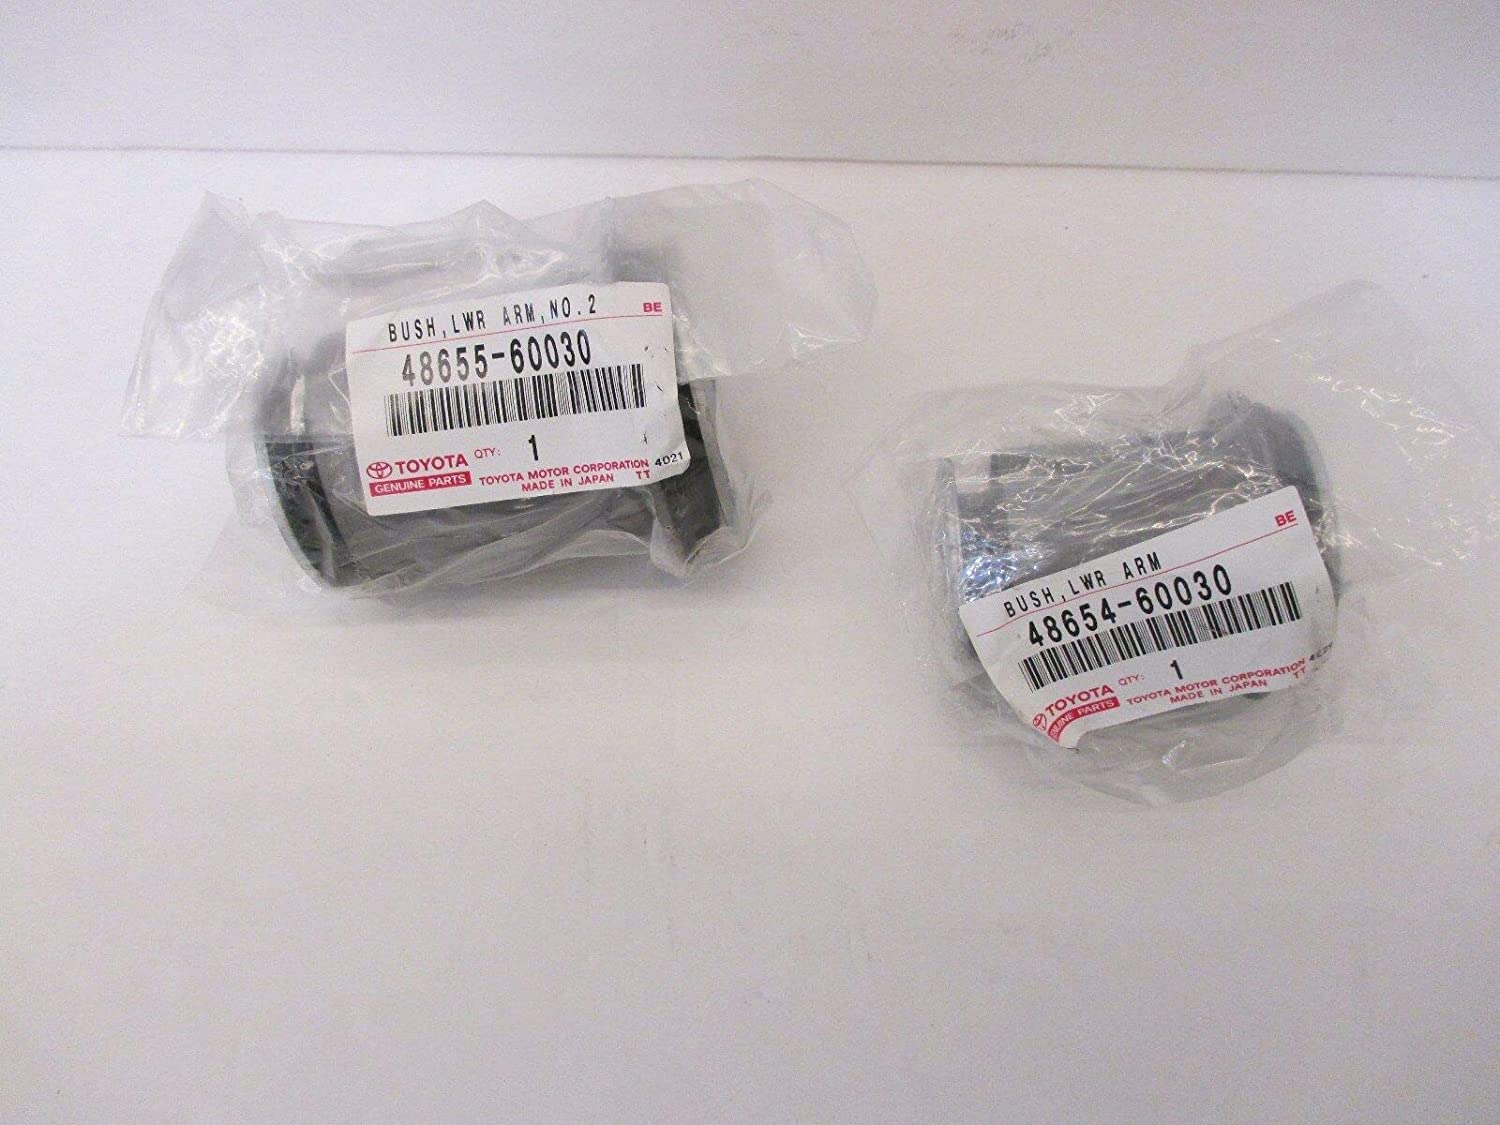 BUSH,LWR ARM,NO.2 BE
48655-60030
TOYOTA QTY: 1
GENUINE PARTS TOYOTA MOTOR CORPORATION 4021
MADE IN JAPAN TT
BUSH,LWR ARM BE
48654-60030
TOYOTA QTY: 1
GENUINE PARTS TOYOTA MOTOR CORPORATION
MADE IN JAPAN TT